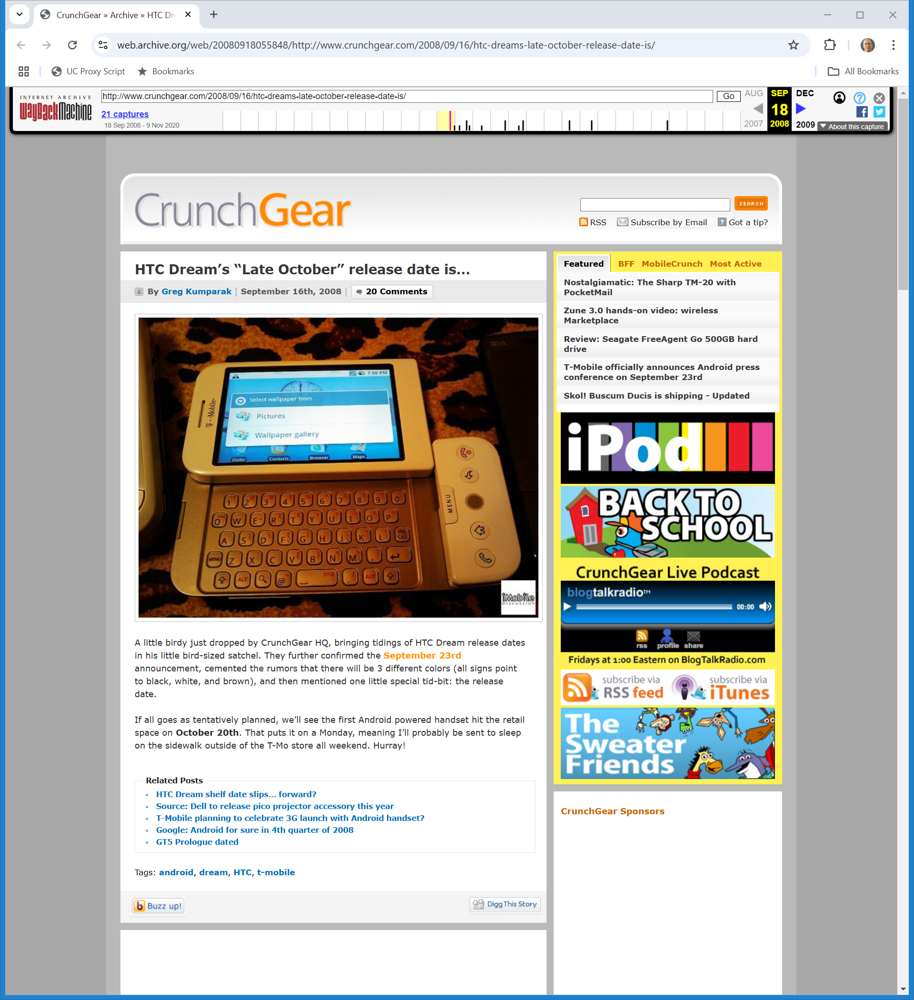 CrunchGear » Archive » HTC Dr
web.archive.org/web/20080918055848/http://www.crunchgear.com/2008/09/16/htc-dreams-late-october-release-date-is/
UC Proxy Script
Bookmarks
All Bookmarks
INTERNET ARCHIVE
WayBackMachine
http://www.crunchgear.com/2008/09/16/htc-dreams-late-october-release-date-is/
Go
21 captures
18 Sep 2008 - 9 Nov 2020
AUG SEP DEC
18
2007 2008 2009
About this capture
CrunchGear
SEARCH
RSS Subscribe by Email Got a tip?
HTC Dream’s “Late October” release date is…
By Greg Kumparak September 16th, 2008 20 Comments
MDA
7:00 PM
Select wallpaper from
Pictures
Wallpaper gallery
Dialer Contacts Browser Maps
T··Mobile·
MENU
1 2 3 4 5 6 7 8 9 0
Q W E R T Y U I O P
A S D F G H J K L DEL
MENU Z X C V B N M ,
ALT @ SYM . ALT
iMobile
Discussion
A little birdy just dropped by CrunchGear HQ, bringing tidings of HTC Dream release dates
in his little bird-sized satchel. They further confirmed the September 23rd
announcement, cemented the rumors that there will be 3 different colors (all signs point
to black, white, and brown), and then mentioned one little special tid-bit: the release
date.
If all goes as tentatively planned, we’ll see the first Android powered handset hit the retail
space on October 20th. That puts it on a Monday, meaning I’ll probably be sent to sleep
on the sidewalk outside of the T-Mo store all weekend. Hurray!
Related Posts
HTC Dream shelf date slips… forward?
Source: Dell to release pico projector accessory this year
T-Mobile planning to celebrate 3G launch with Android handset?
Google: Android for sure in 4th quarter of 2008
GT5 Prologue dated
Tags: android, dream, HTC, t-mobile
Buzz up!
Digg This Story
Featured BFF MobileCrunch Most Active
Nostalgiamatic: The Sharp TM-20 with
PocketMail
Zune 3.0 hands-on video: wireless
Marketplace
Review: Seagate FreeAgent Go 500GB hard
drive
T-Mobile officially announces Android press
conference on September 23rd
Skol! Buscum Ducis is shipping - Updated
iPod
BACK TO
SCHOOL
CrunchGear Live Podcast
blogtalkradio™
00:00
rss profile share
Fridays at 1:00 Eastern on BlogTalkRadio.com
subscribe via
RSS feed
subscribe via
iTunes
The
Sweater
Friends
CrunchGear Sponsors